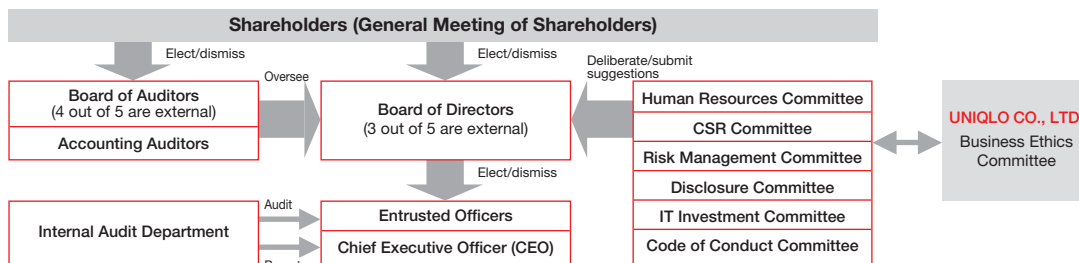 Shareholders (General Meeting of Shareholders)
Elect/dismiss
Elect/dismiss
Deliberate/submit
suggestions
Board of Auditors
(4 out of 5 are external)
Accounting Auditors
Oversee
Board of Directors
(3 out of 5 are external)
Human Resources Committee
CSR Committee
Risk Management Committee
Disclosure Committee
IT Investment Committee
Code of Conduct Committee
UNIQLO CO., LTD
Business Ethics
Committee
Elect/dismiss
Internal Audit Department
Audit
Entrusted Officers
Chief Executive Officer (CEO)